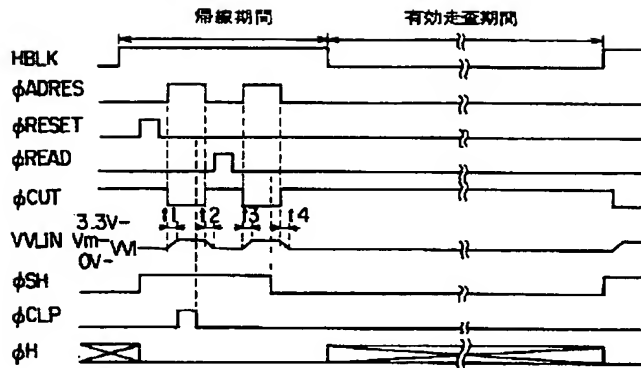 帰線期間
有効走査期間
HBLK
φADRES
φRESET
φREAD
φCUT
t1 t2 t3 t4
3.3V-
VVLIN Vm- VVl
0V-
φSH
φCLP
φH